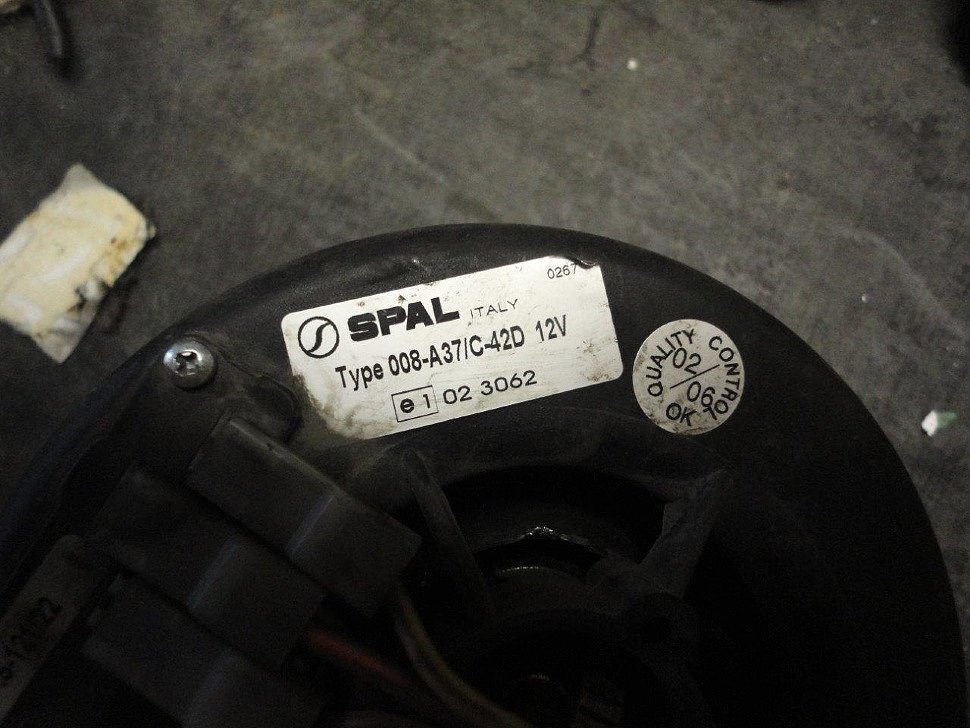 0267
SPAL ITALY
Type 008-A37/C-42D 12V
e1 02 3062
QUALITY CONTROL
02
06
OK